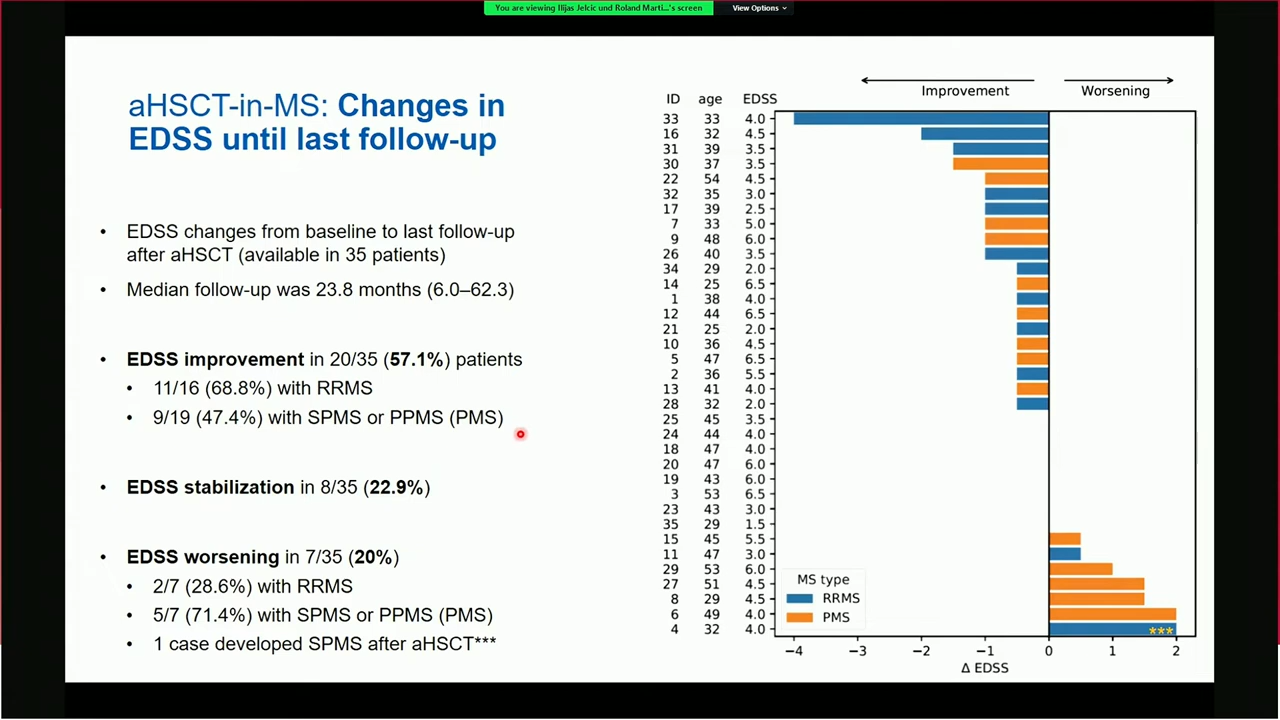 You are viewing Ilijas Jelcic und Roland Marti...'s screen
View Options
aHSCT-in-MS: Changes in
EDSS until last follow-up
• EDSS changes from baseline to last follow-up
after aHSCT (available in 35 patients)
• Median follow-up was 23.8 months (6.0–62.3)
• EDSS improvement in 20/35 (57.1%) patients
• 11/16 (68.8%) with RRMS
• 9/19 (47.4%) with SPMS or PPMS (PMS)
• EDSS stabilization in 8/35 (22.9%)
• EDSS worsening in 7/35 (20%)
• 2/7 (28.6%) with RRMS
• 5/7 (71.4%) with SPMS or PPMS (PMS)
• 1 case developed SPMS after aHSCT***
Improvement Worsening
ID age EDSS
33 33 4.0
16 32 4.5
31 39 3.5
30 37 3.5
22 54 4.5
32 35 3.0
17 39 2.5
7 33 5.0
9 48 6.0
26 40 3.5
34 29 2.0
14 25 6.5
1 38 4.0
12 44 6.5
21 25 2.0
10 36 4.5
5 47 6.5
2 36 5.5
13 41 4.0
28 32 2.0
25 45 3.5
24 44 4.0
18 47 4.0
20 47 6.0
19 43 6.0
3 53 6.5
23 43 3.0
35 29 1.5
15 45 5.5
11 47 3.0
29 53 6.0
27 51 4.5
8 29 4.5
6 49 4.0
4 32 4.0
***
MS type
RRMS
PMS
−4 −3 −2 −1 0 1 2
Δ EDSS